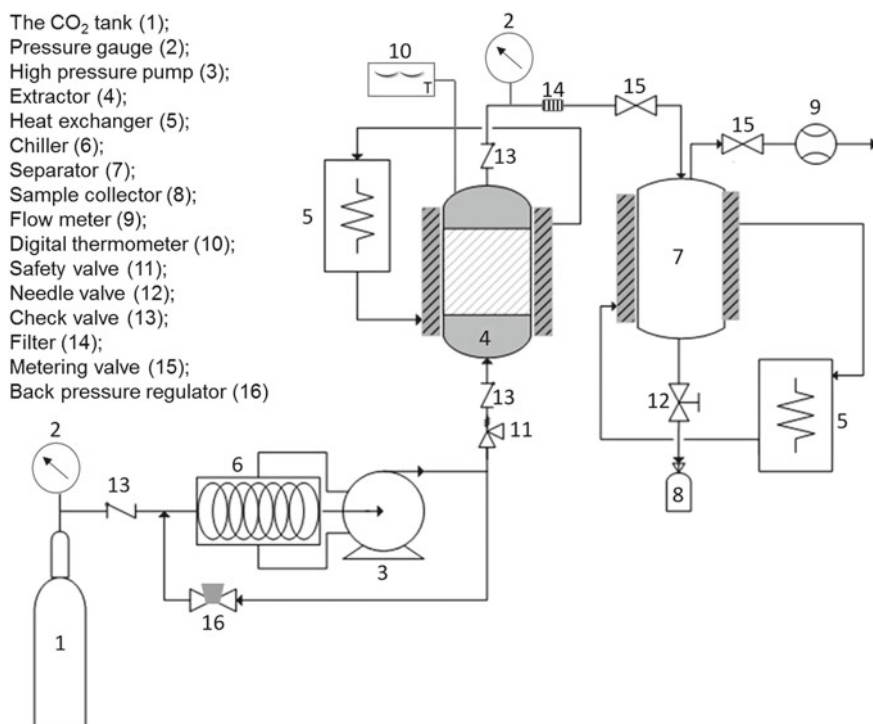 The CO₂ tank (1);
Pressure gauge (2);
High pressure pump (3);
Extractor (4);
Heat exchanger (5);
Chiller (6);
Separator (7);
Sample collector (8);
Flow meter (9);
Digital thermometer (10);
Safety valve (11);
Needle valve (12);
Check valve (13);
Filter (14);
Metering valve (15);
Back pressure regulator (16)
2
10
T
14
15
15
9
13
5
7
4
13
12
11
5
2
6
13
8
3
16
1